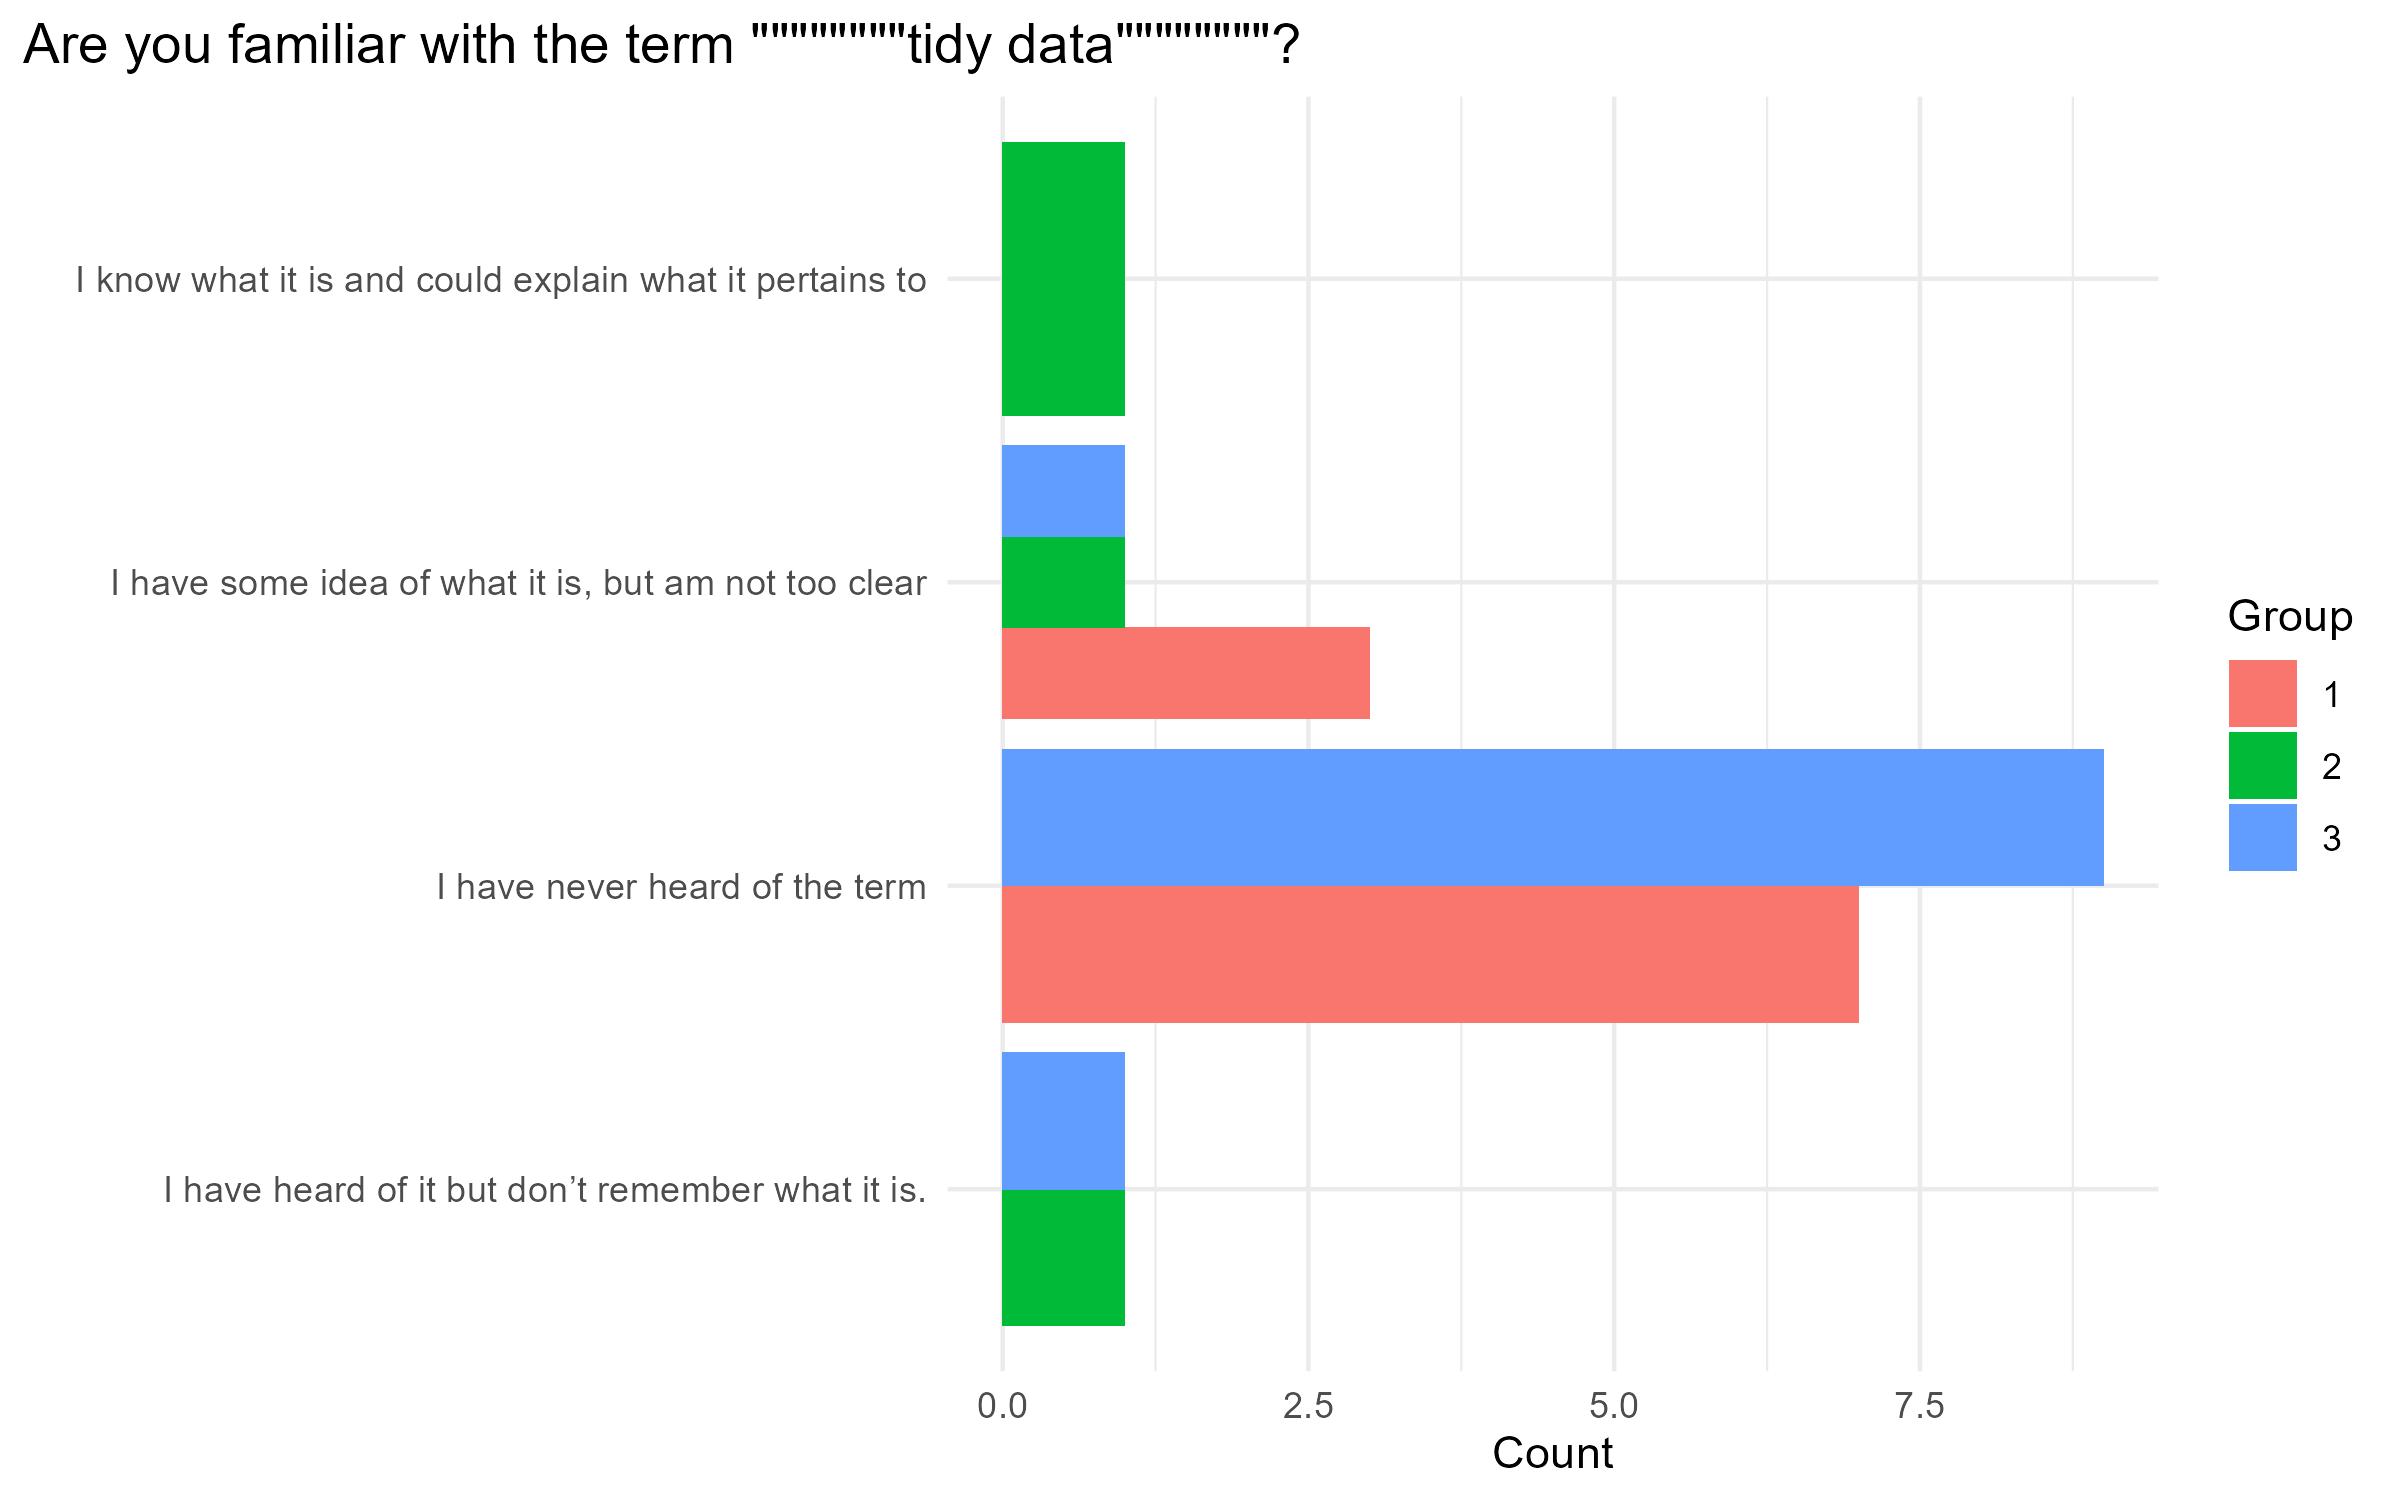 Are you familiar with the term """"""""tidy data""""""""?
I know what it is and could explain what it pertains to
I have some idea of what it is, but am not too clear
I have never heard of the term
I have heard of it but don’t remember what it is.
0.0 2.5 5.0 7.5
Count
Group
1
2
3